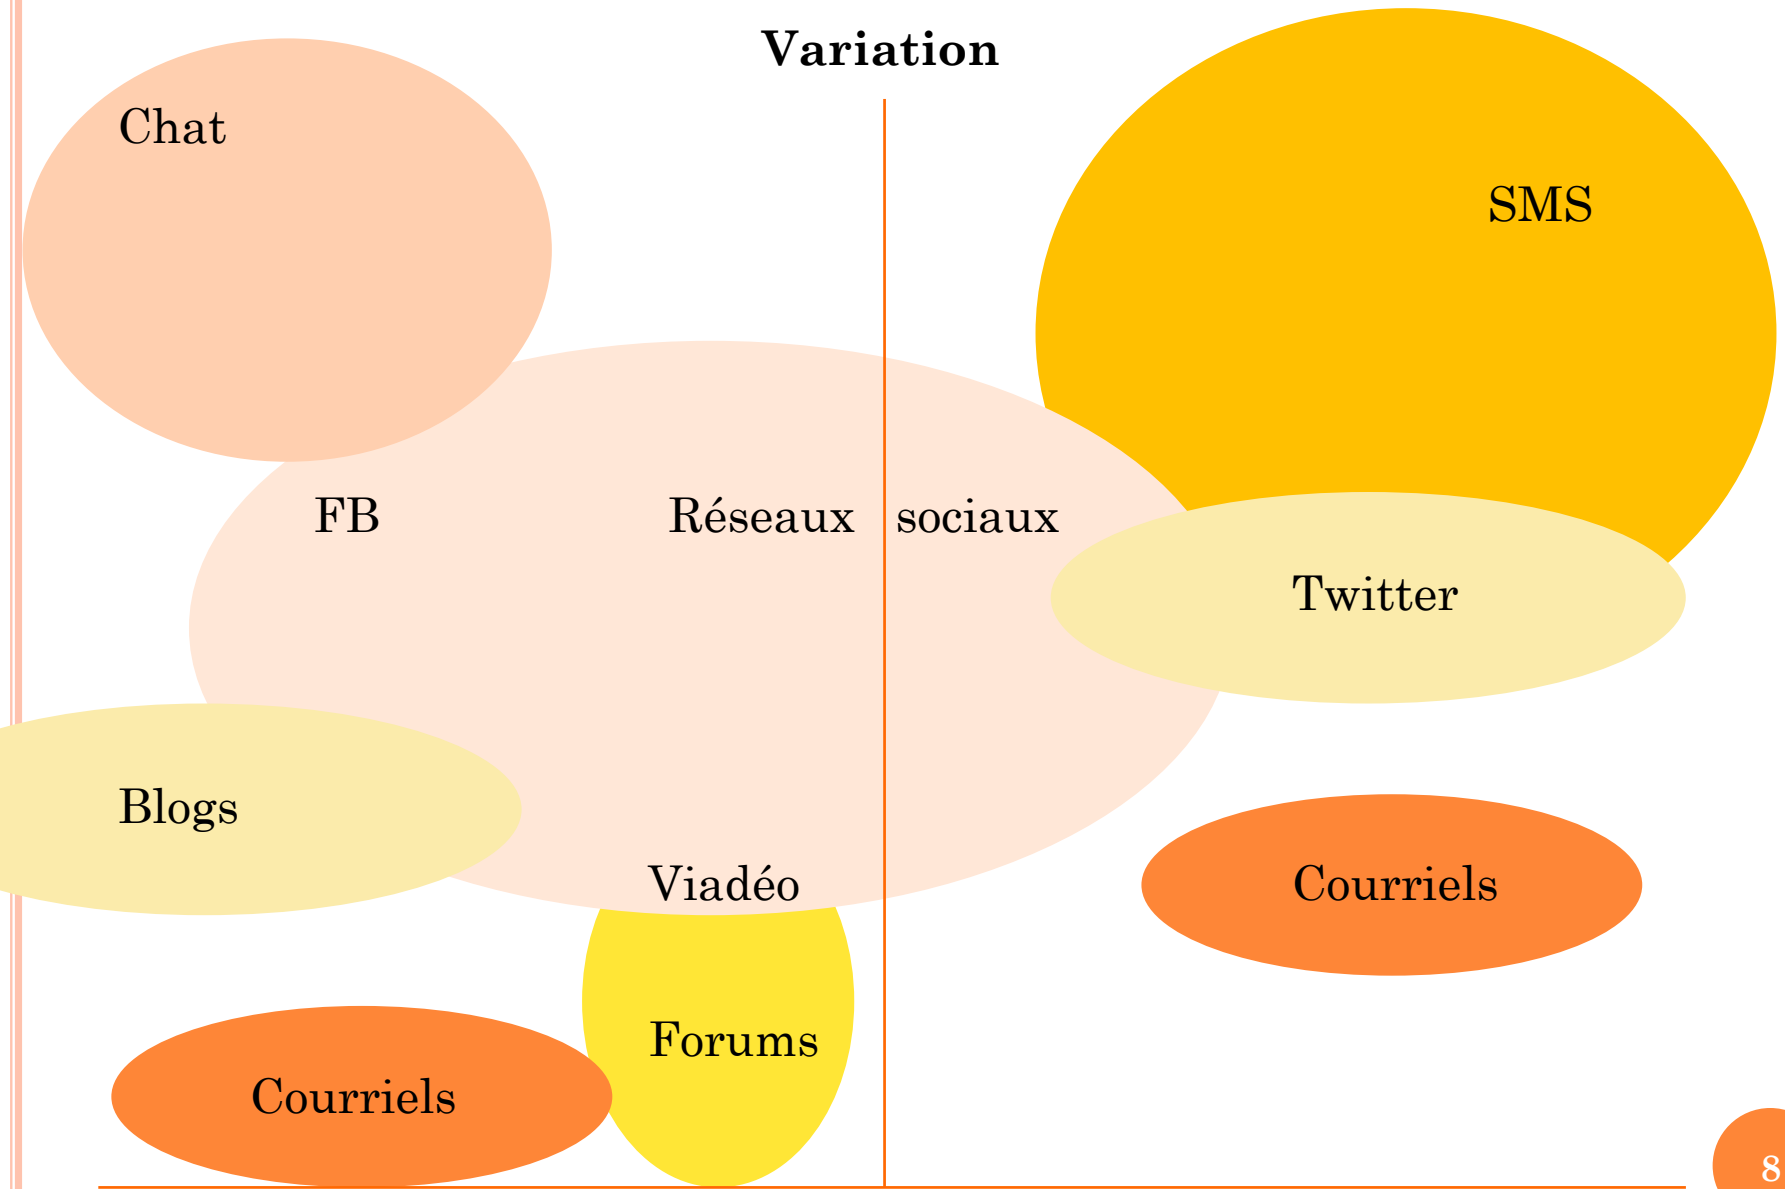 Variation
Chat
SMS
FB
Réseaux sociaux
Twitter
Blogs
Viadéo
Courriels
Forums
Courriels
8